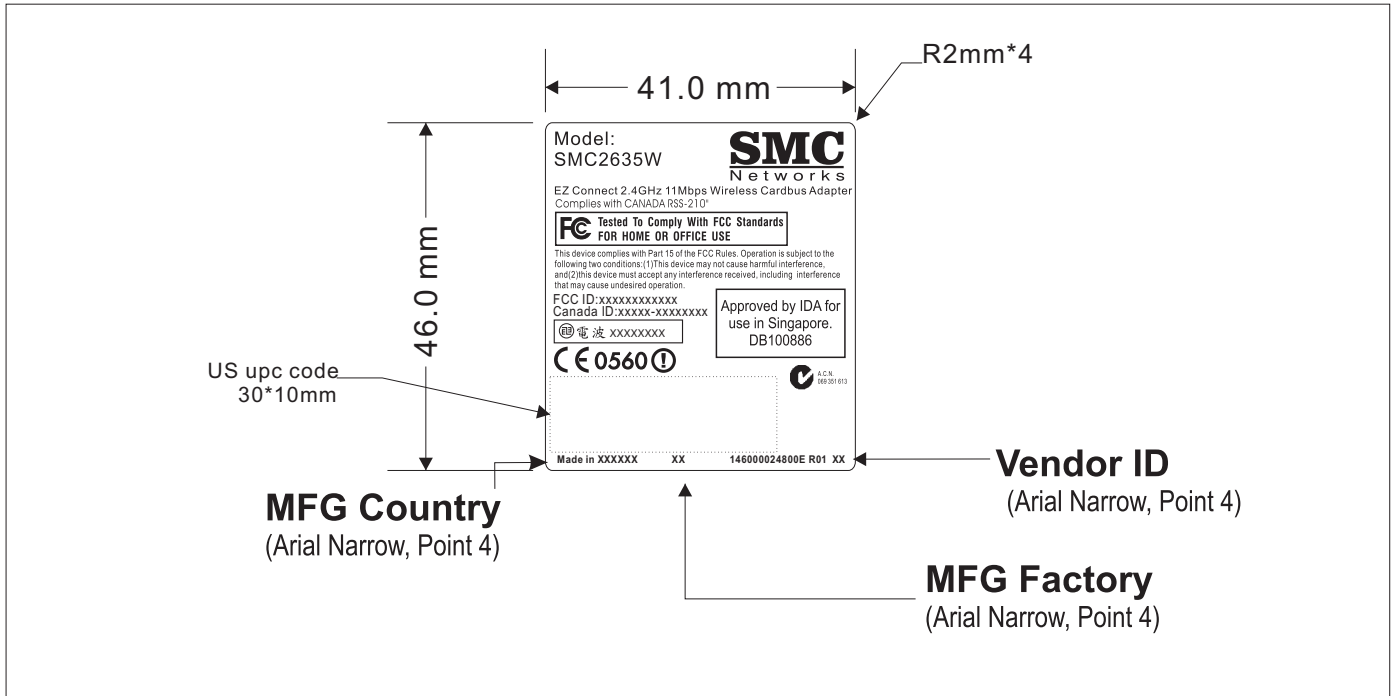 R2mm*4
41.0 mm
46.0 mm
Model:
SMC2635W
SMC
Networks
EZ Connect 2.4GHz 11Mbps Wireless Cardbus Adapter
Complies with CANADA RSS-210"
FC Tested To Comply With FCC Standards
FOR HOME OR OFFICE USE
This device complies with Part 15 of the FCC Rules. Operation is subject to the
following two conditions:(1)This device may not cause harmful interference,
and(2)this device must accept any interference received, including interference
that may cause undesired operation.
FCC ID:xxxxxxxxxxxx
Canada ID:xxxxx-xxxxxxxx
電波 xxxxxxxx
Approved by IDA for
use in Singapore.
DB100886
CE 0560 !
A.C.N.
069 351 613
US upc code
30*10mm
Made in XXXXXX XX 146000024800E R01 XX
Vendor ID
(Arial Narrow, Point 4)
MFG Country
(Arial Narrow, Point 4)
MFG Factory
(Arial Narrow, Point 4)